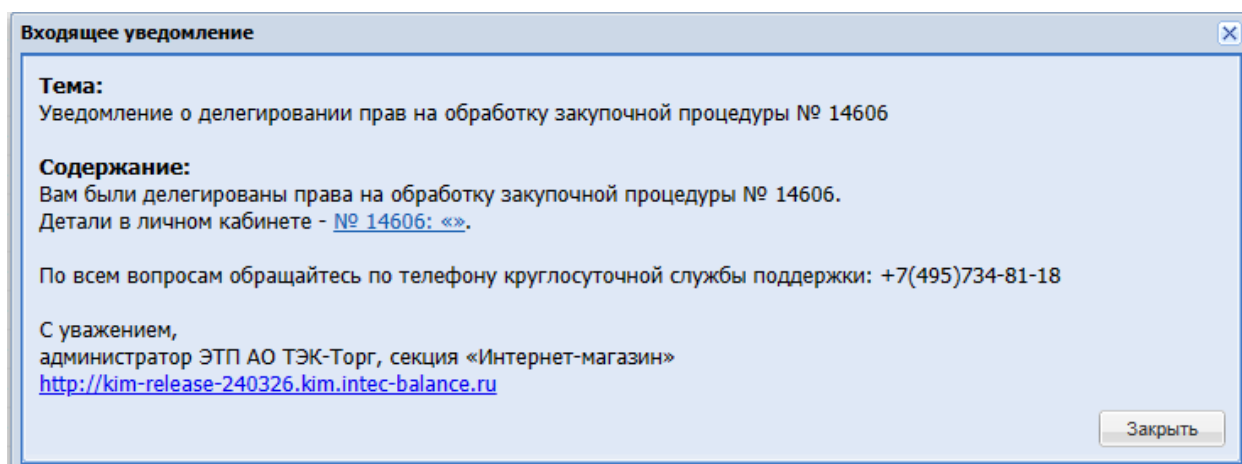 Входящее уведомление
Тема:
Уведомление о делегировании прав на обработку закупочной процедуры № 14606
Содержание:
Вам были делегированы права на обработку закупочной процедуры № 14606.
Детали в личном кабинете - № 14606: «».
По всем вопросам обращайтесь по телефону круглосуточной службы поддержки: +7(495)734-81-18
С уважением,
администратор ЭТП АО ТЭК-Торг, секция «Интернет-магазин»
http://kim-release-240326.kim.intec-balance.ru
Закрыть